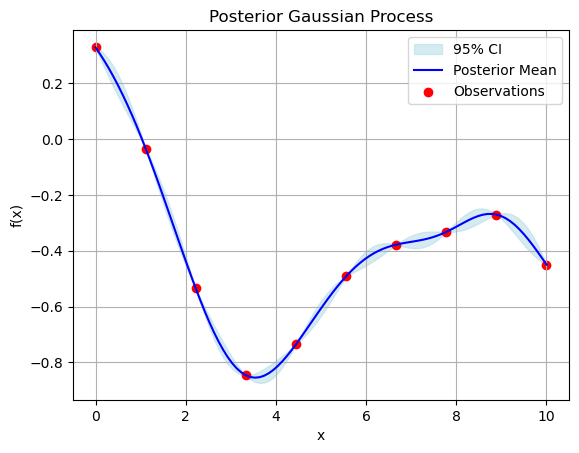 Posterior Gaussian Process
95% CI
Posterior Mean
Observations
f(x)
0.2
0.0
−0.2
−0.4
−0.6
−0.8
0 2 4 6 8 10
x